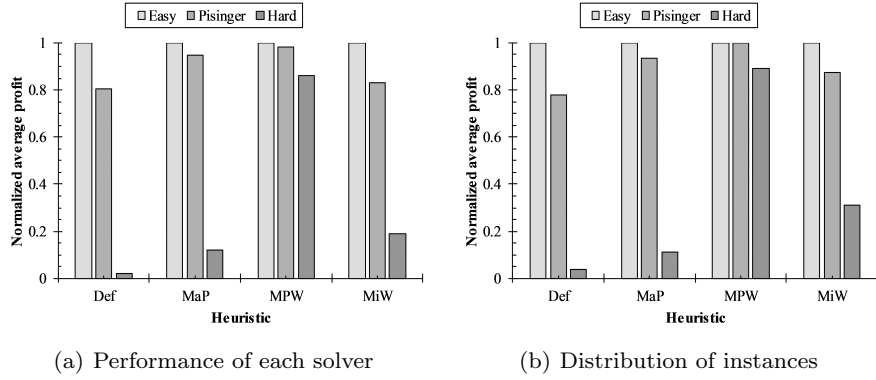 Easy Pisinger Hard
Normalized average profit
1
0.8
0.6
0.4
0.2
0
Def MaP MPW MiW
Heuristic
(a) Performance of each solver
Easy Pisinger Hard
Normalized average profit
1
0.8
0.6
0.4
0.2
0
Def MaP MPW MiW
Heuristic
(b) Distribution of instances